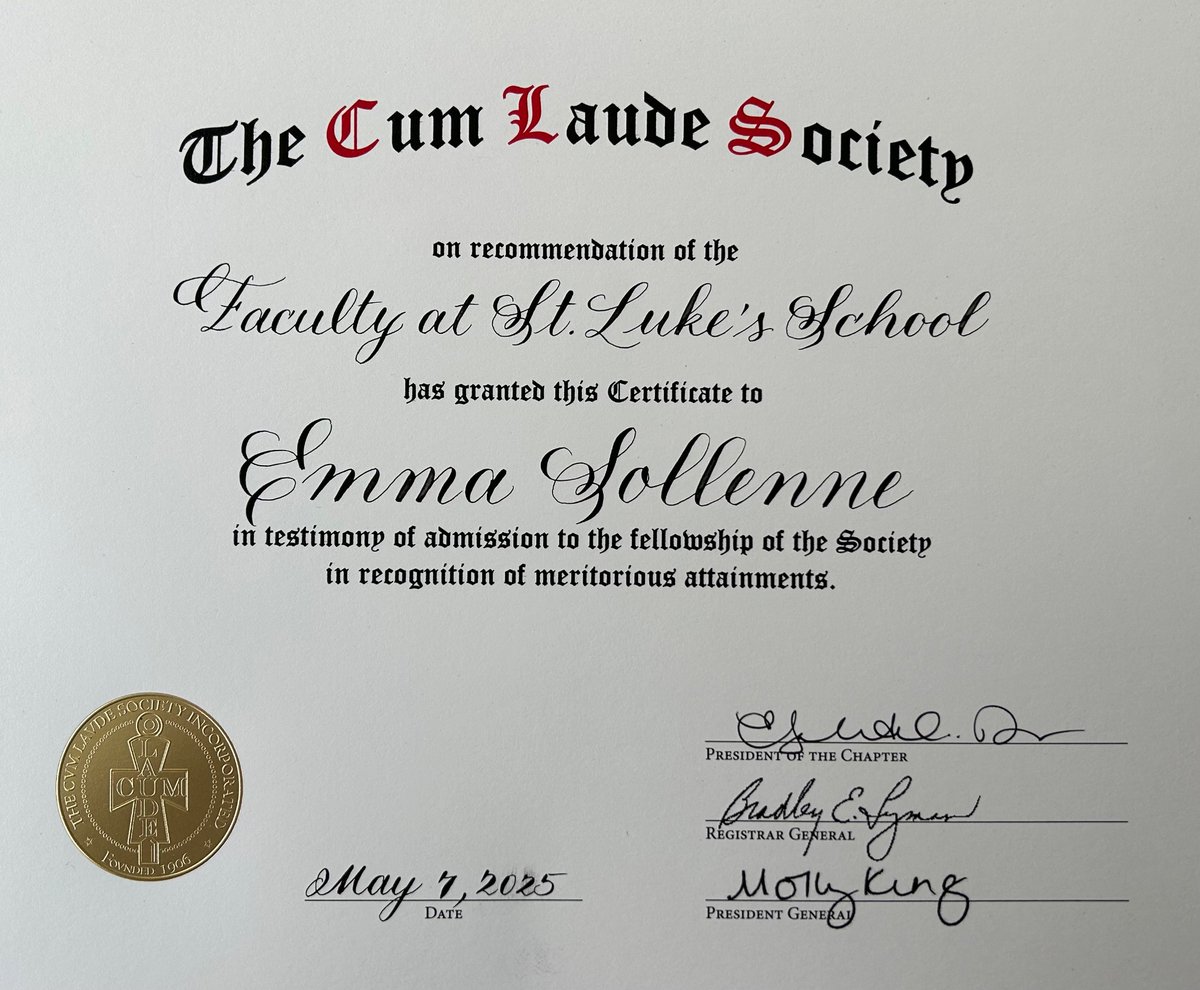 The Cum Laude Society
on recommendation of the
Faculty at St. Luke's School
has granted this Certificate to
Emma Sollenne
in testimony of admission to the fellowship of the Society
in recognition of meritorious attainments.
THE CVM LAVDE SOCIETY INCORPORATED
LAUDE
CUM
FOVNDED 1906
President of the Chapter
Bradley E. Lyman
Registrar General
Molly King
President General
May 7, 2025
Date